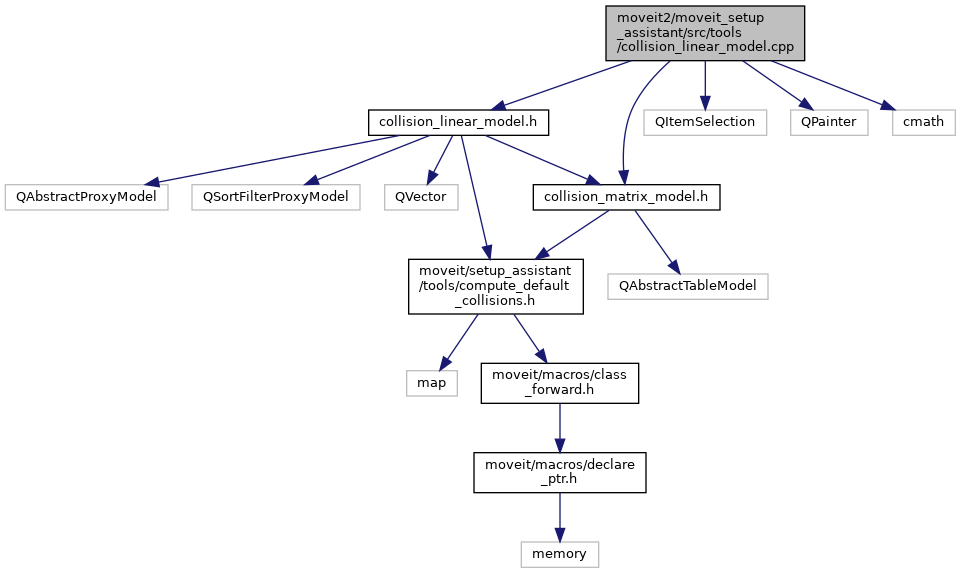 moveit2/moveit_setup
_assistant/src/tools
/collision_linear_model.cpp
collision_linear_model.h
QItemSelection
QPainter
cmath
QAbstractProxyModel
QSortFilterProxyModel
QVector
collision_matrix_model.h
moveit/setup_assistant
/tools/compute_default
_collisions.h
QAbstractTableModel
map
moveit/macros/class
_forward.h
moveit/macros/declare
_ptr.h
memory